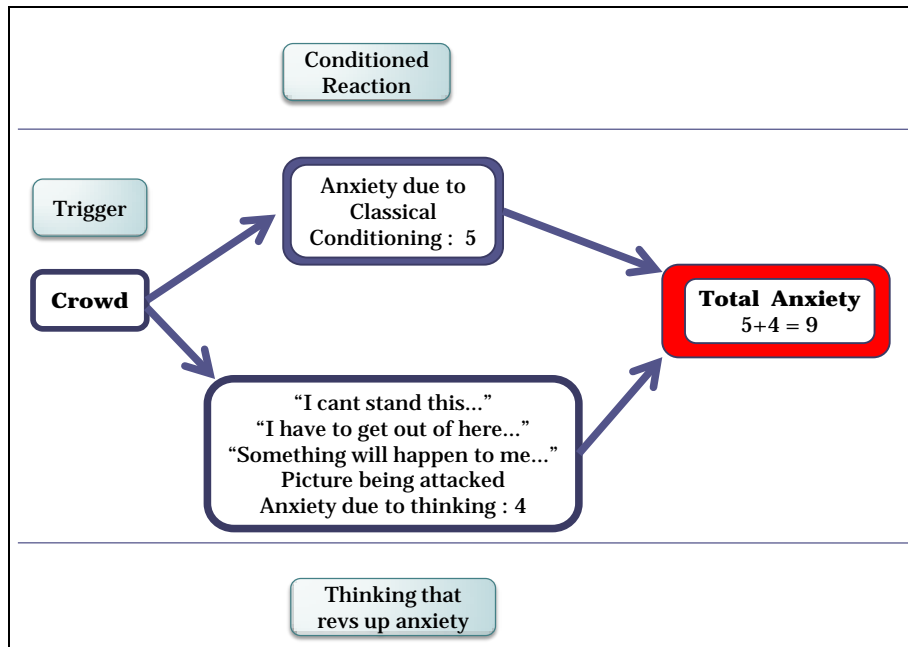 Conditioned
Reaction
Trigger
Anxiety due to
Classical
Conditioning : 5
Crowd
Total Anxiety
5+4 = 9
“I cant stand this...”
“I have to get out of here...”
“Something will happen to me...”
Picture being attacked
Anxiety due to thinking : 4
Thinking that
revs up anxiety